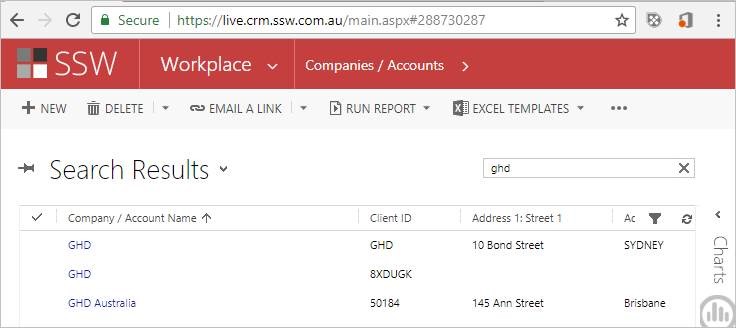 Secure https://live.crm.ssw.com.au/main.aspx#288730287
SSW Workplace Companies / Accounts
NEW DELETE EMAIL A LINK RUN REPORT EXCEL TEMPLATES •••
Search Results ghd
Company / Account Name Client ID Address 1: Street 1 Ac
GHD GHD 10 Bond Street SYDNEY
GHD 8XDUGK
GHD Australia 50184 145 Ann Street Brisbane
Charts